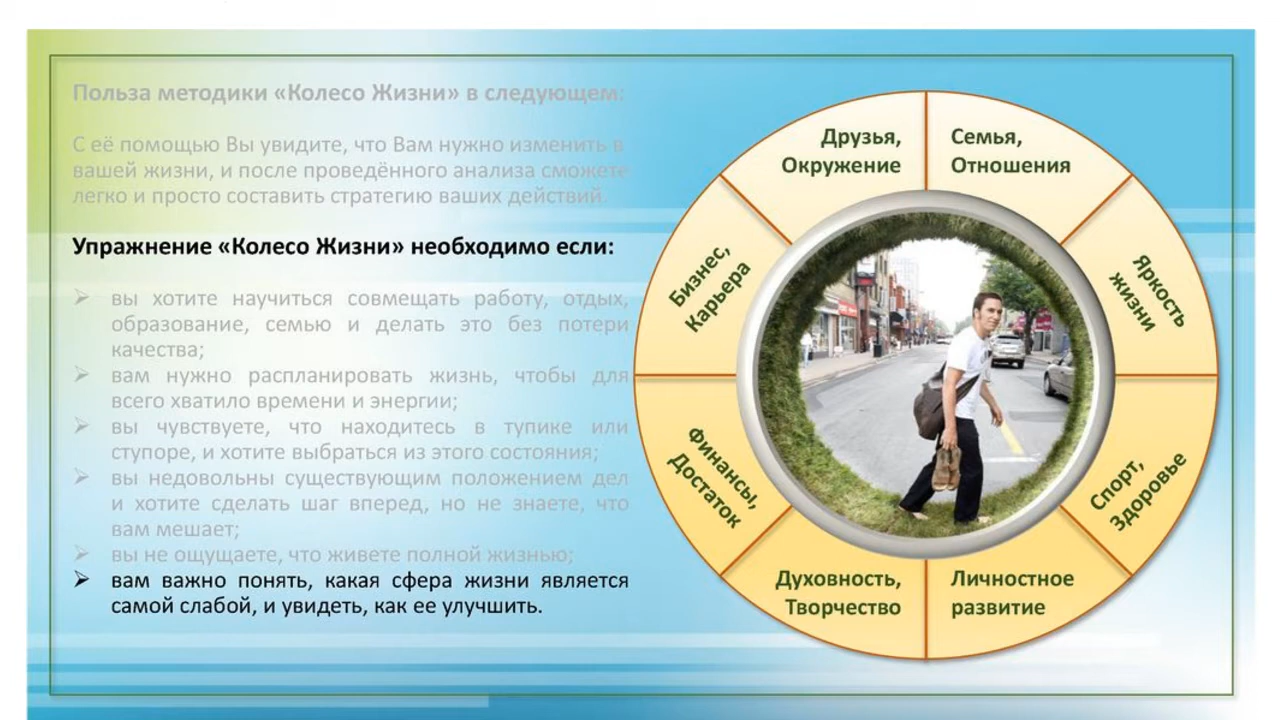 Польза методики «Колесо Жизни» в следующем:
С её помощью Вы увидите, что Вам нужно изменить в
вашей жизни, и после проведённого анализа сможете
легко и просто составить стратегию ваших действий.
Упражнение «Колесо Жизни» необходимо если:
➢ вы хотите научиться совмещать работу, отдых,
образование, семью и делать это без потери
качества;
➢ вам нужно распланировать жизнь, чтобы для
всего хватило времени и энергии;
➢ вы чувствуете, что находитесь в тупике или
ступоре, и хотите выбраться из этого состояния;
➢ вы недовольны существующим положением дел
и хотите сделать шаг вперед, но не знаете, что
вам мешает;
➢ вы не ощущаете, что живете полной жизнью;
➢ вам важно понять, какая сфера жизни является
самой слабой, и увидеть, как ее улучшить.
Друзья,
Окружение
Семья,
Отношения
Яркость
жизни
Спорт,
Здоровье
Личностное
развитие
Духовность,
Творчество
Финансы,
Достаток
Бизнес,
Карьера